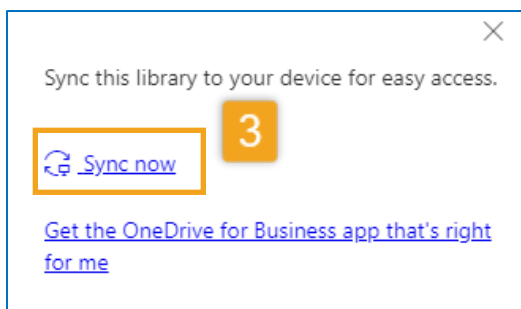 Sync this library to your device for easy access.
3
Sync now
Get the OneDrive for Business app that's right
for me